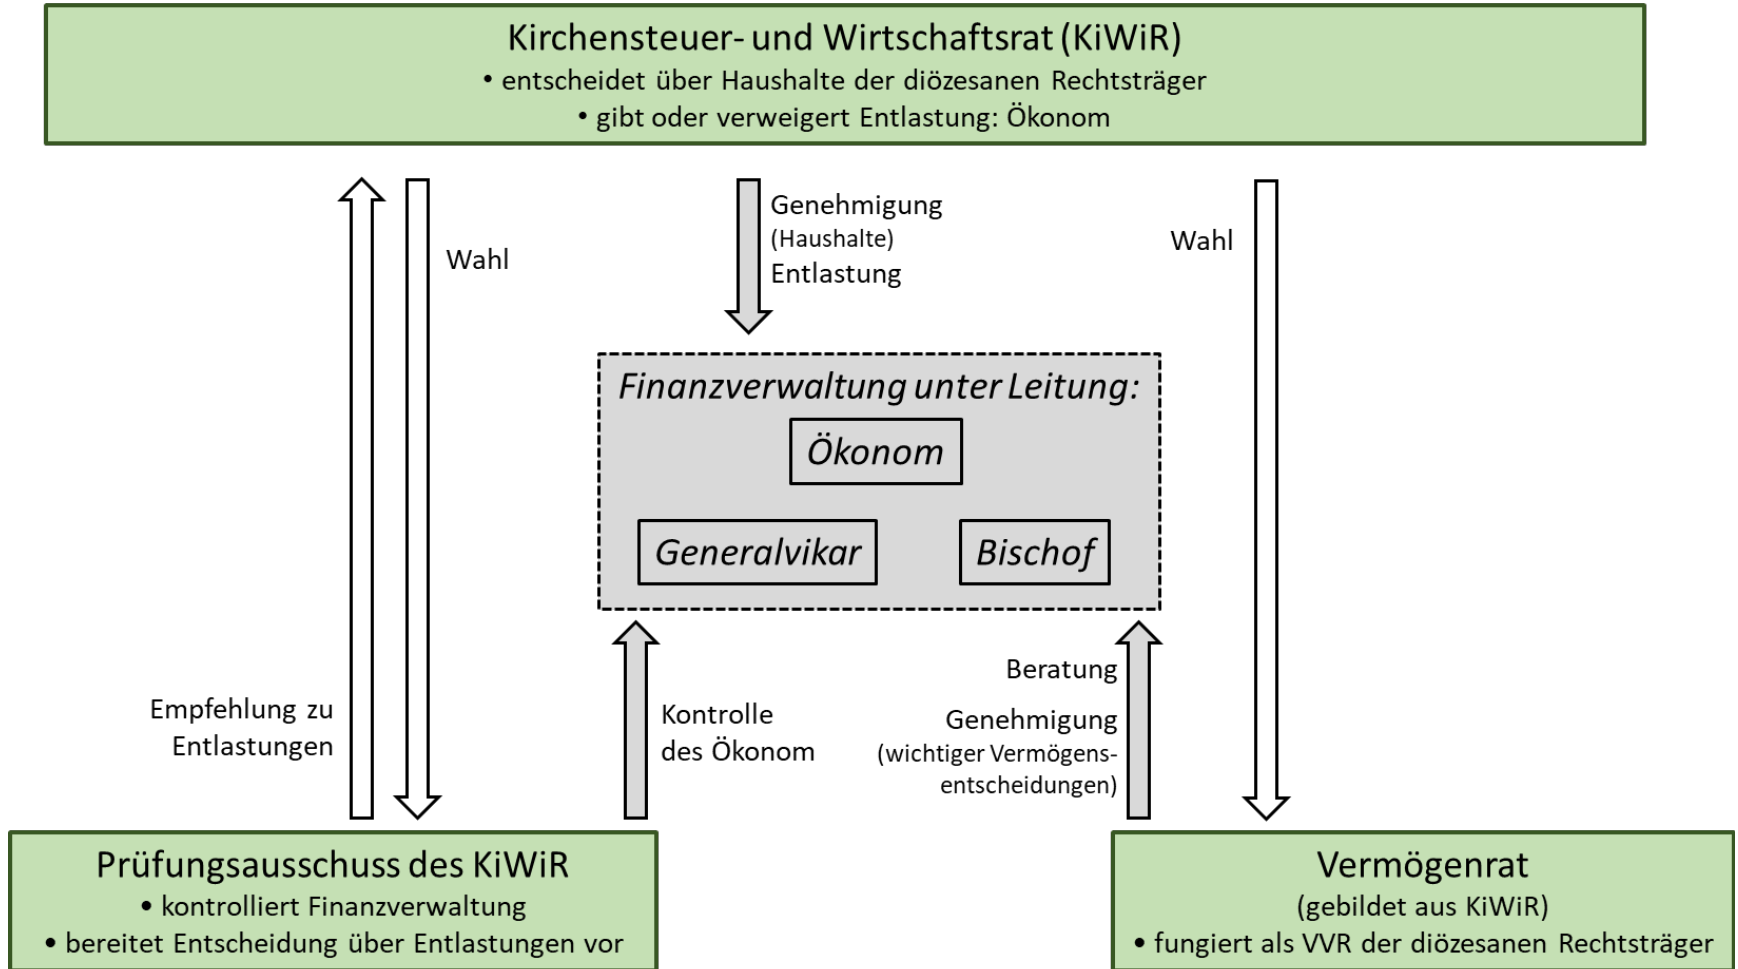 Kirchensteuer- und Wirtschaftsrat (KiWiR)
• entscheidet über Haushalte der diözesanen Rechtsträger
• gibt oder verweigert Entlastung: Ökonom
Wahl
Genehmigung
(Haushalte)
Entlastung
Wahl
Finanzverwaltung unter Leitung:
Ökonom
Generalvikar
Bischof
Empfehlung zu
Entlastungen
Kontrolle
des Ökonom
Beratung
Genehmigung
(wichtiger Vermögens-
entscheidungen)
Prüfungsausschuss des KiWiR
• kontrolliert Finanzverwaltung
• bereitet Entscheidung über Entlastungen vor
Vermögenrat
(gebildet aus KiWiR)
• fungiert als VVR der diözesanen Rechtsträger